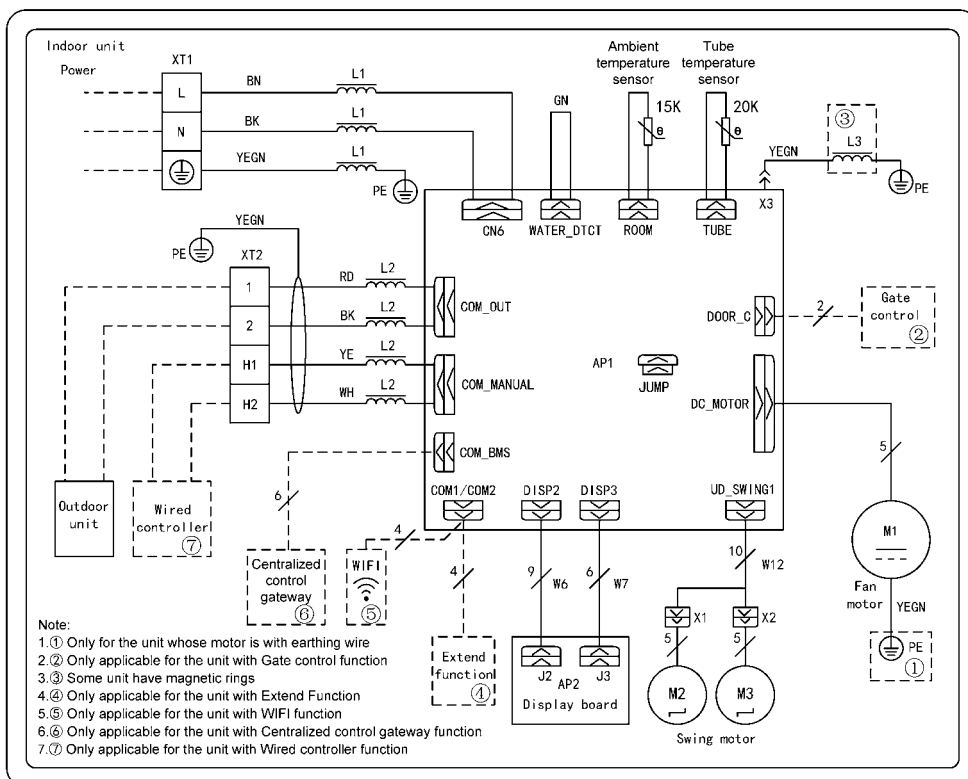 Indoor unit
Power
XT1
L
N
BN
L1
BK
L1
YEGN
L1
PE
GN
Ambient
temperature
sensor
15K
θ
Tube
temperature
sensor
20K
θ
③
L3
YEGN
PE
X3
CN6
WATER_DTCT
ROOM
TUBE
YEGN
PE
XT2
1
2
H1
H2
RD
L2
BK
L2
YE
L2
WH
L2
COM_OUT
COM_MANUAL
COM_BMS
AP1
JUMP
DOOR_C
2
Gate
control
②
DC_MOTOR
5
M1
Fan
motor
YEGN
PE
①
COM1/COM2
DISP2
DISP3
UD_SWING1
Outdoor
unit
Wired
controller
⑦
6
Centralized
control
gateway
⑥
4
WIFI
⑤
4
Extend
function
④
9
W6
6
W7
J2
J3
AP2
Display board
10
W12
X1
X2
5
5
M2
M3
Swing motor
Note:
1.① Only for the unit whose motor is with earthing wire
2.② Only applicable for the unit with Gate control function
3.③ Some unit have magnetic rings
4.④ Only applicable for the unit with Extend Function
5.⑤ Only applicable for the unit with WIFI function
6.⑥ Only applicable for the unit with Centralized control gateway function
7.⑦ Only applicable for the unit with Wired controller function